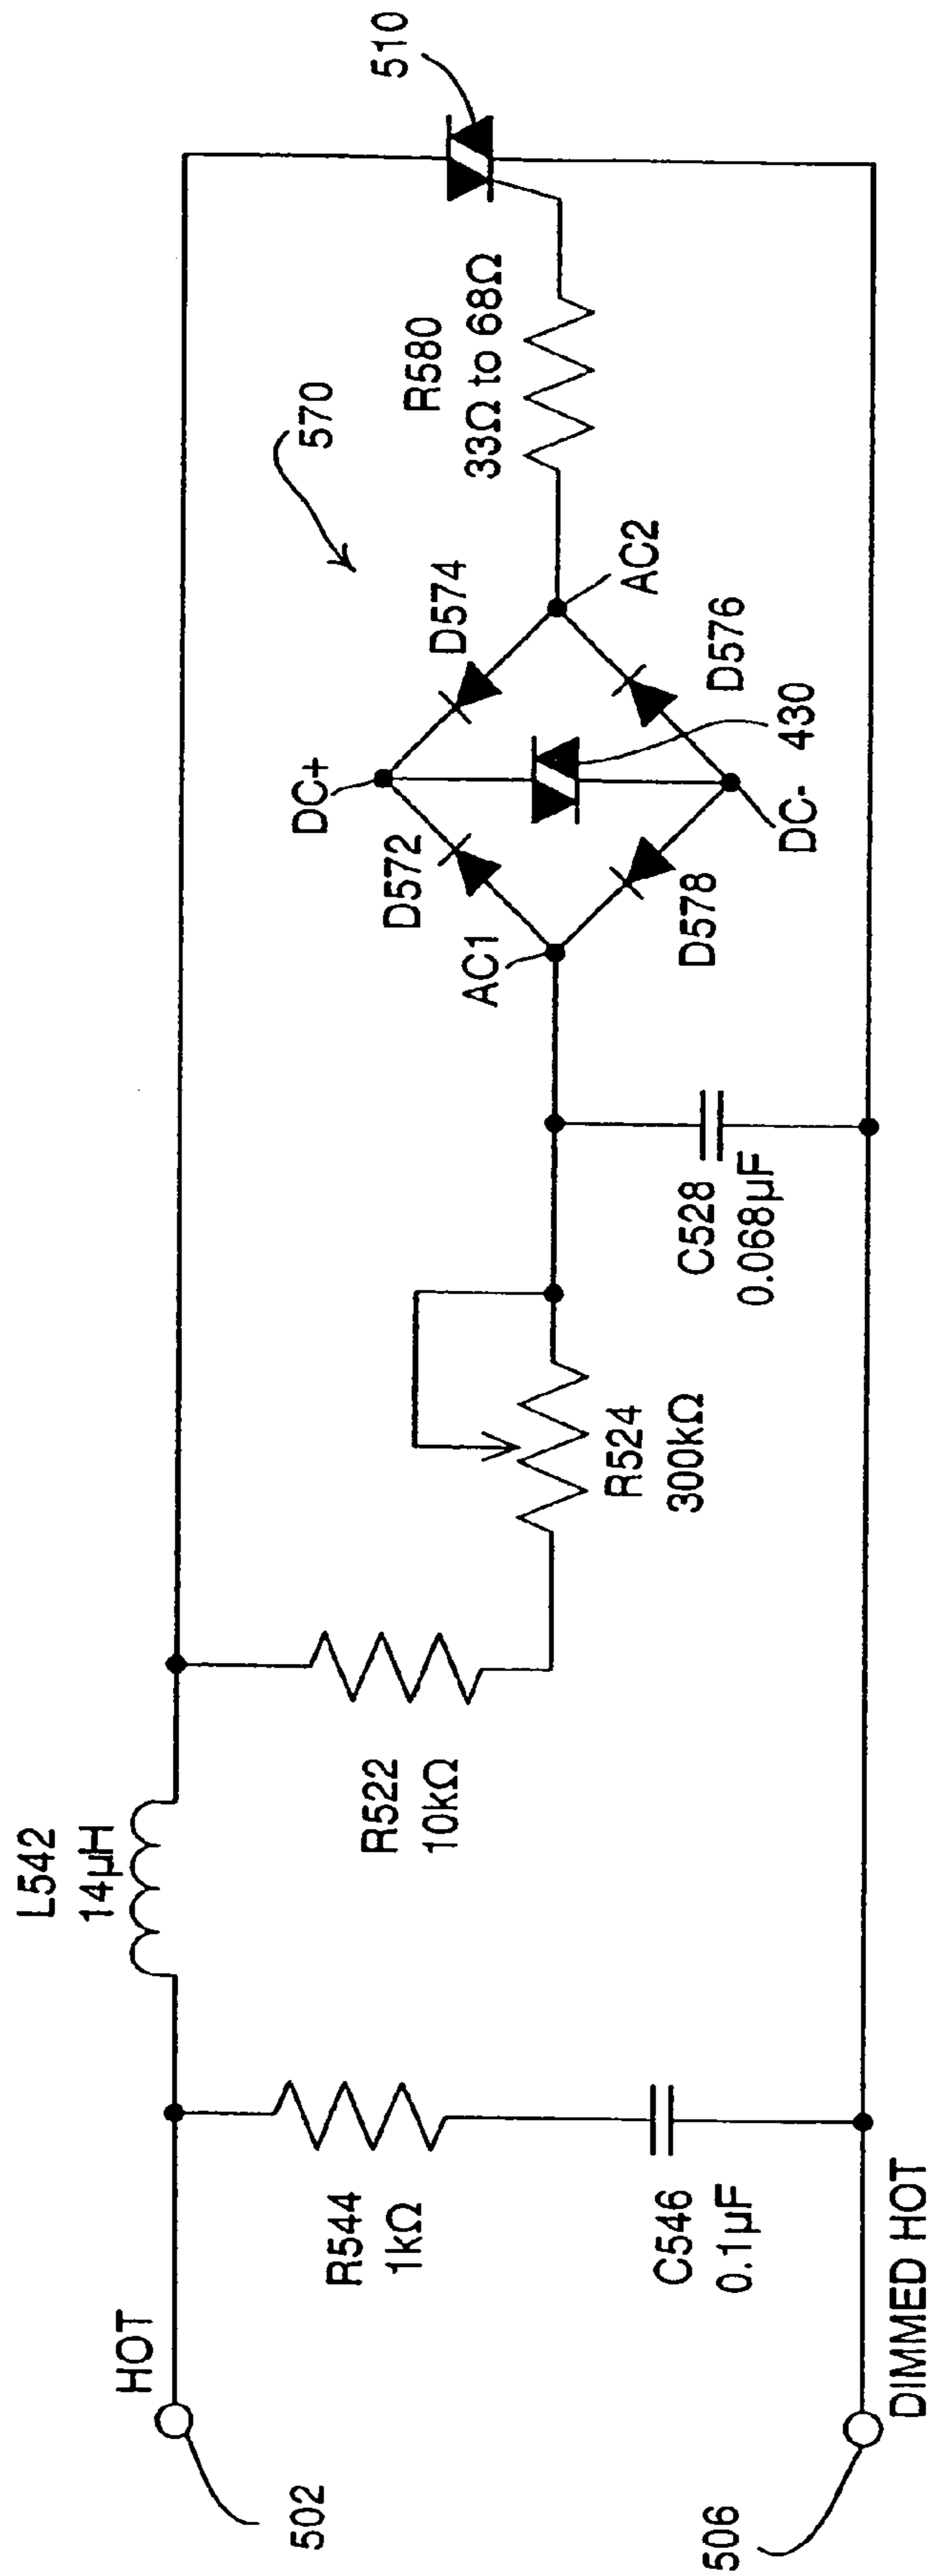 L542
14µH
HOT
502
R544
1kΩ
C546
0.1µF
506
DIMMED HOT
R522
10kΩ
R524
300kΩ
C528
0.068µF
AC1
D572
DC+
D574
570
R580
33Ω to 68Ω
510
AC2
D576
430
DC-
D578